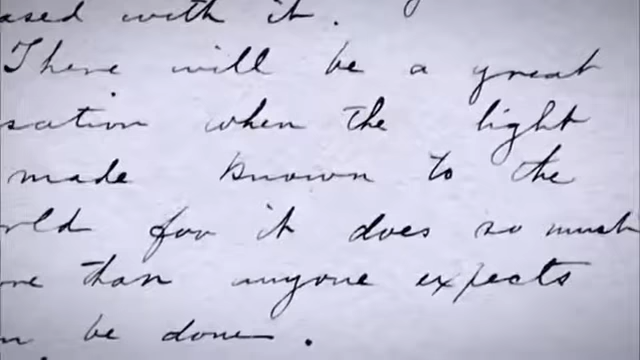 ased with it.
There will be a great
sation when the light
made known to the
rld for it does so much
re than anyone expects
n be done.